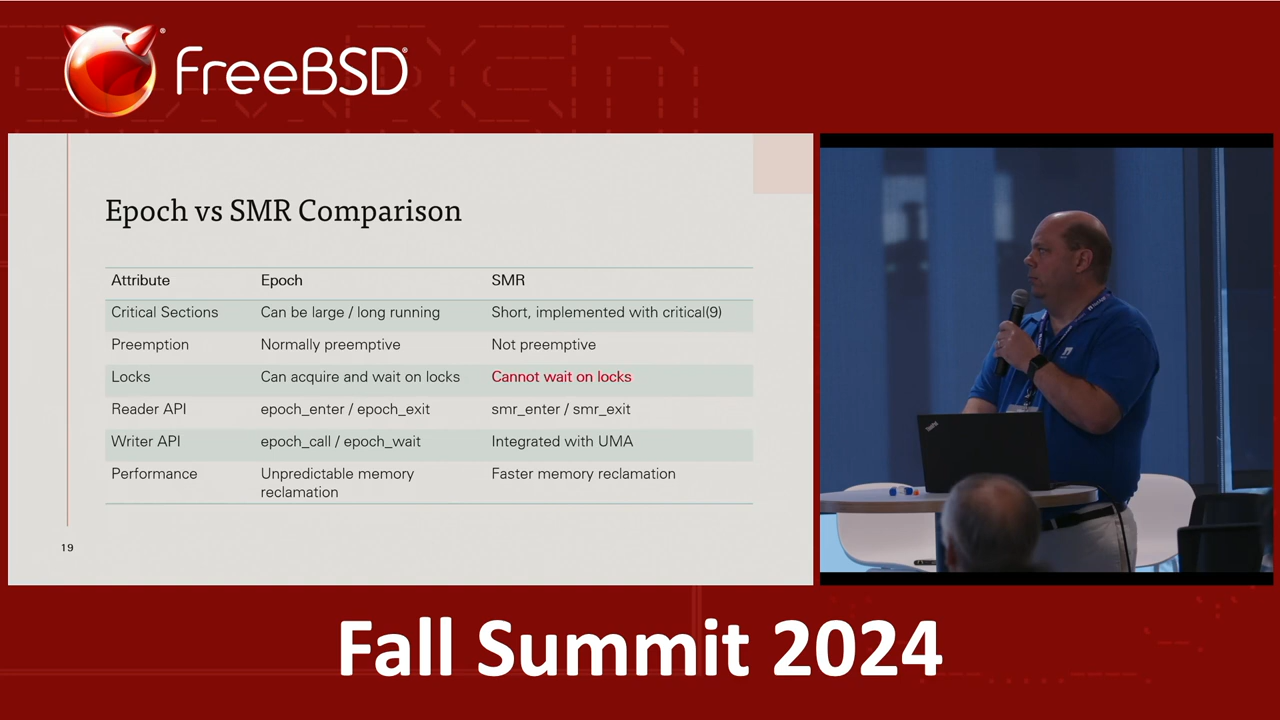 FreeBSD®
Epoch vs SMR Comparison
Attribute Epoch SMR
Critical Sections Can be large / long running Short, implemented with critical(9)
Preemption Normally preemptive Not preemptive
Locks Can acquire and wait on locks Cannot wait on locks
Reader API epoch_enter / epoch_exit smr_enter / smr_exit
Writer API epoch_call / epoch_wait Integrated with UMA
Performance Unpredictable memory Faster memory reclamation
reclamation
19
ThinkPad
Fall Summit 2024